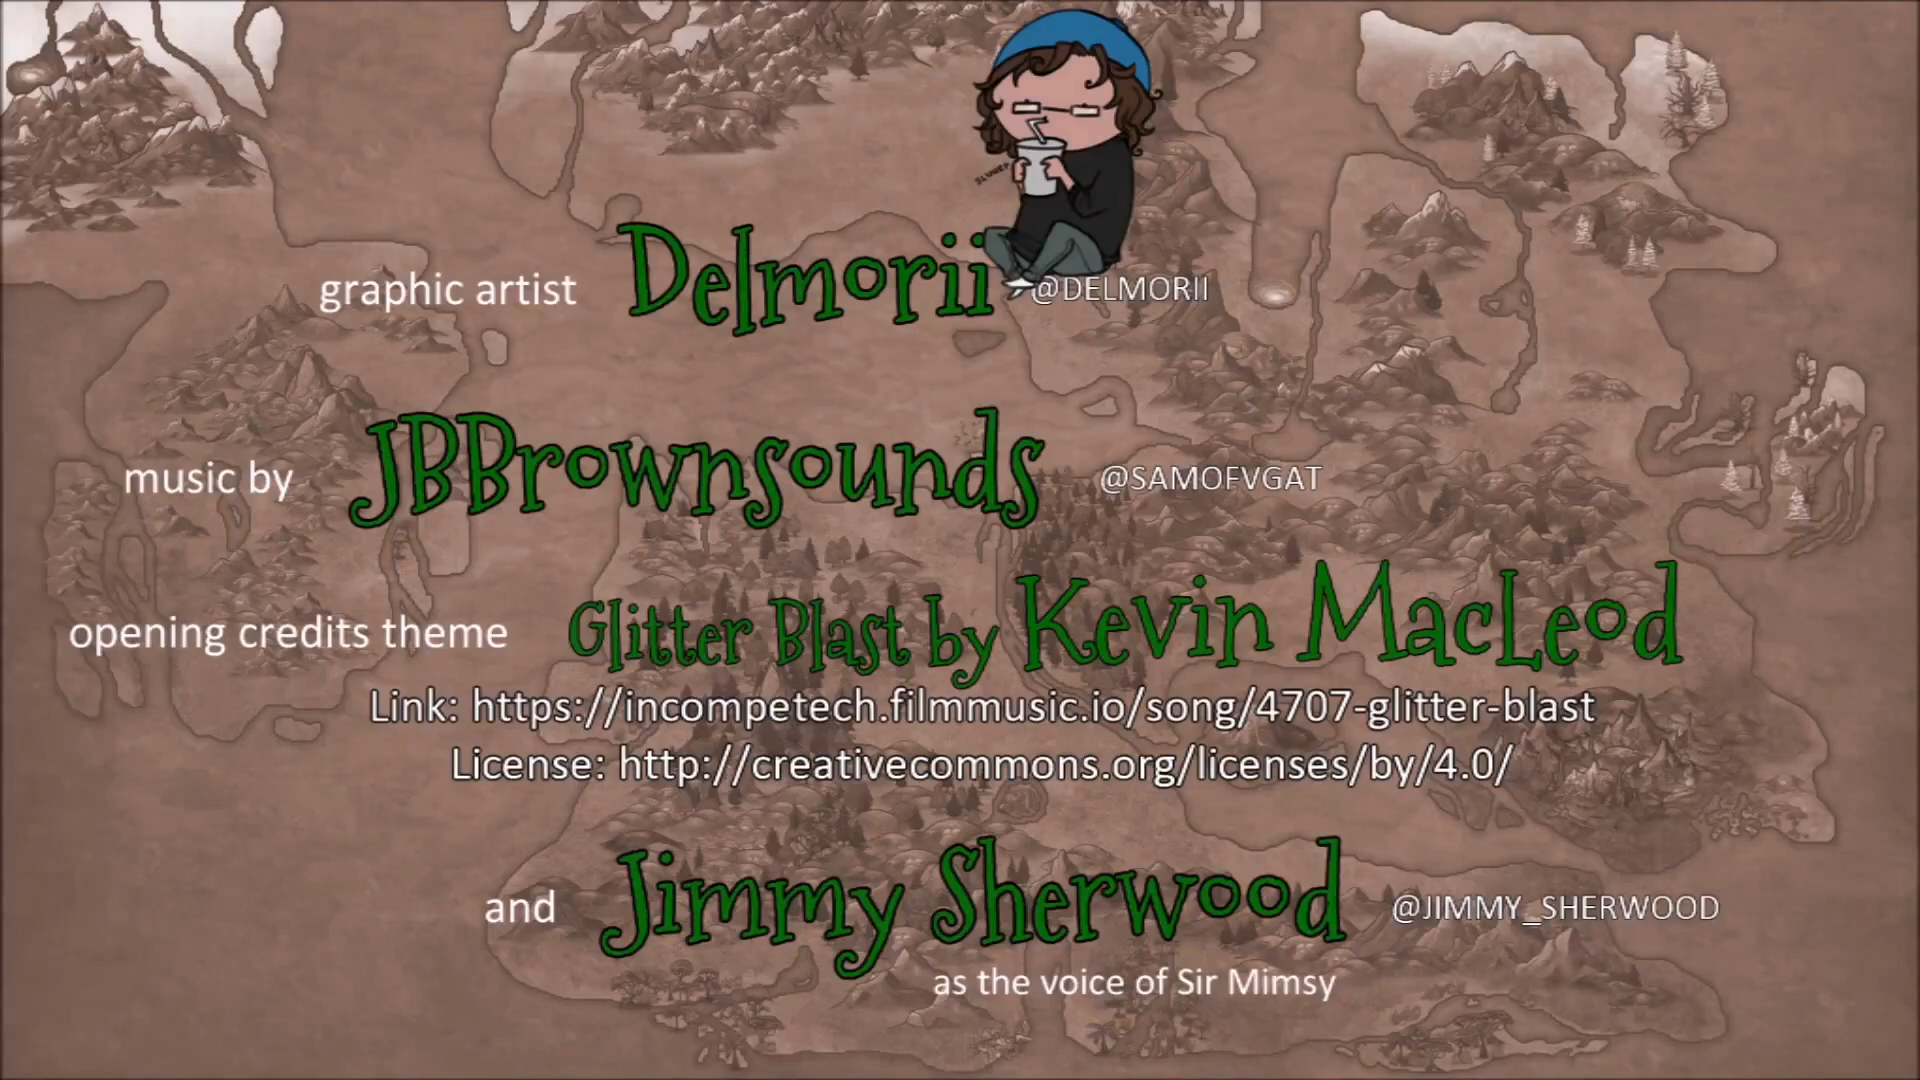 SLUURP
graphic artist Delmorii @DELMORII
music by JBBrownsounds @SAMOFVGAT
opening credits theme Glitter Blast by Kevin MacLeod
Link: https://incompetech.filmmusic.io/song/4707-glitter-blast
License: http://creativecommons.org/licenses/by/4.0/
and Jimmy Sherwood @JIMMY_SHERWOOD
as the voice of Sir Mimsy